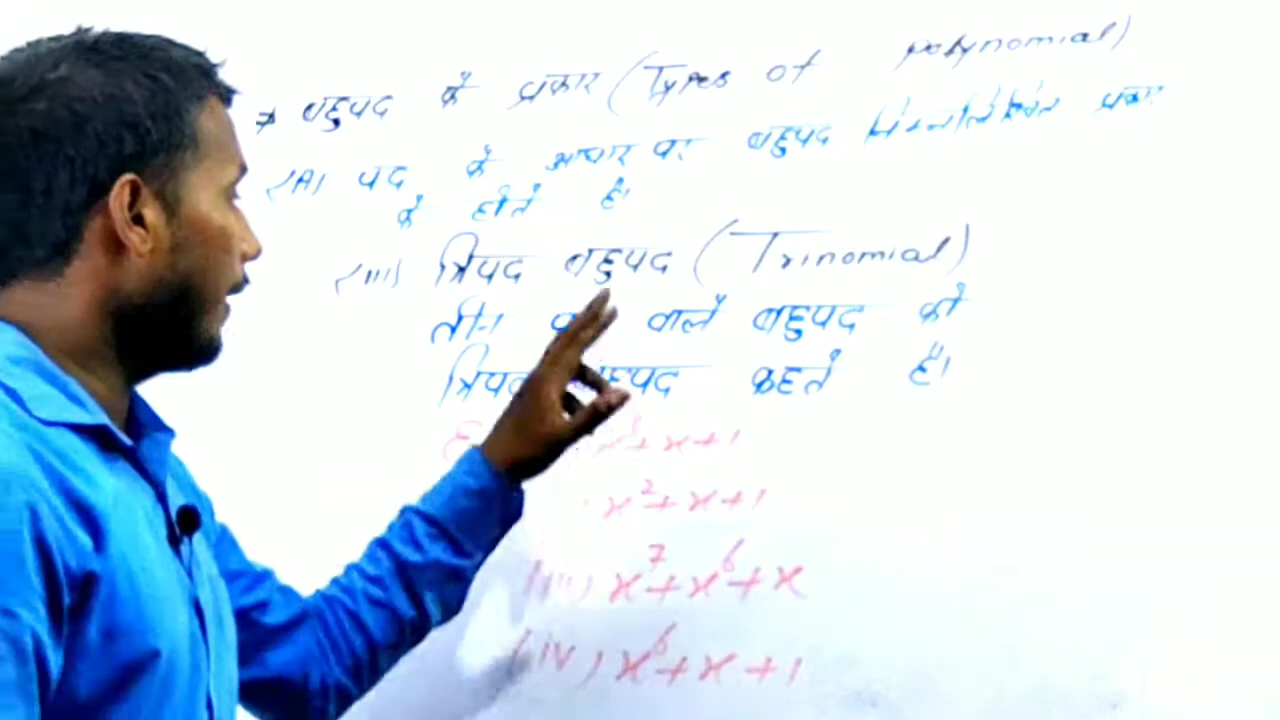 ⇒ बहुपद के प्रकार (Types of polynomial)
(A) पद के आधार पर बहुपद निम्नलिखित प्रकार
के होते है।
(iii) त्रिपद बहुपद (Trinomial)
तीन वाले बहुपद को
त्रिपद बहुपद कहते है।
+x+1
x²+x+1
(iii) x⁷+x⁶+x
(iv) x⁶+x+1